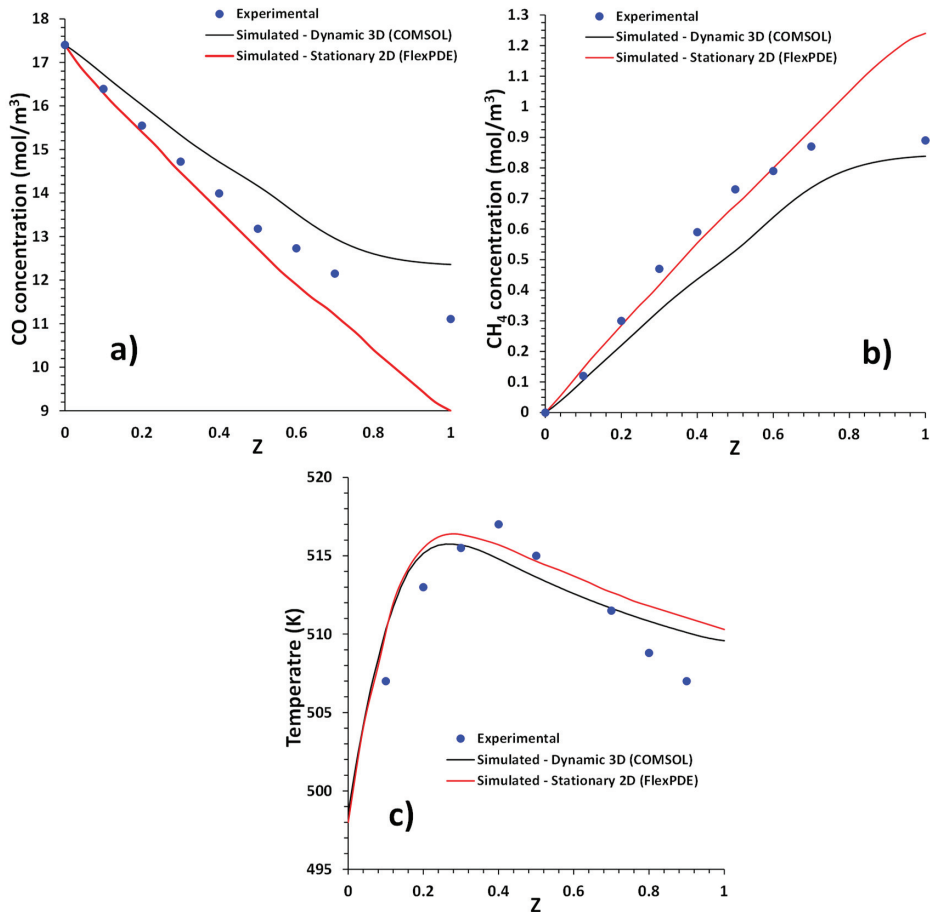 Experimental
Simulated - Dynamic 3D (COMSOL)
Simulated - Stationary 2D (FlexPDE)
CO concentration (mol/m³)
18
17
16
15
14
13
12
11
10
9
a)
0
0.2
0.4
0.6
0.8
1
Z
Experimental
Simulated - Dynamic 3D (COMSOL)
Simulated - Stationary 2D (FlexPDE)
CH₄ concentration (mol/m³)
1.3
1.2
1.1
1
0.9
0.8
0.7
0.6
0.5
0.4
0.3
0.2
0.1
0
b)
0
0.2
0.4
0.6
0.8
1
Z
Temperatre (K)
520
515
510
505
500
495
Experimental
Simulated - Dynamic 3D (COMSOL)
Simulated - Stationary 2D (FlexPDE)
c)
0
0.2
0.4
0.6
0.8
1
Z